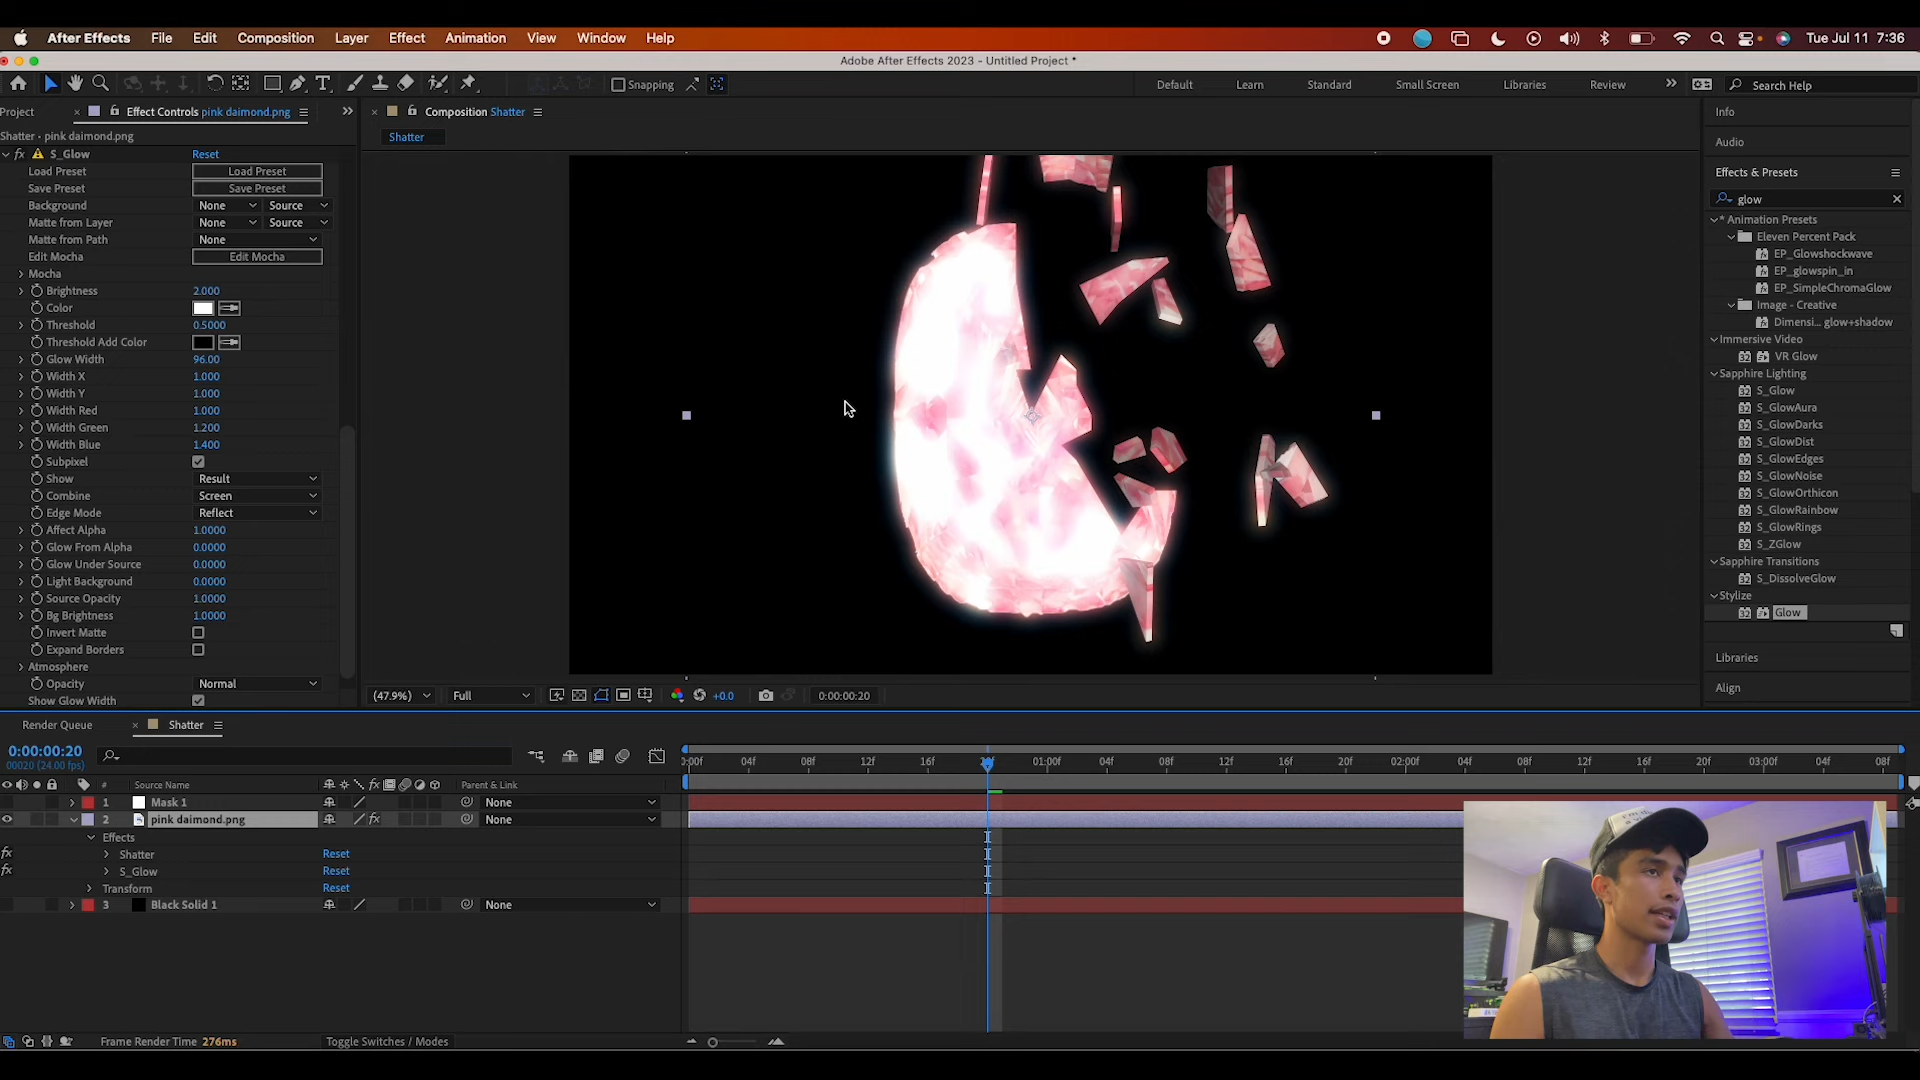 After Effects File Edit Composition Layer Effect Animation View Window Help Tue Jul 11 7:36
Adobe After Effects 2023 - Untitled Project *
Snapping Default Learn Standard Small Screen Libraries Review Search Help
Project Effect Controls pink daimond.png
Composition Shatter
Shatter • pink daimond.png
Shatter
S_Glow Reset
Load Preset Load Preset
Save Preset Save Preset
Background None Source
Matte from Layer None Source
Matte from Path None
Edit Mocha Edit Mocha
Mocha
Brightness 2.000
Color
Threshold 0.5000
Threshold Add Color
Glow Width 96.00
Width X 1.000
Width Y 1.000
Width Red 1.000
Width Green 1.200
Width Blue 1.400
Subpixel
Show Result
Combine Screen
Edge Mode Reflect
Affect Alpha 1.0000
Glow From Alpha 0.0000
Glow Under Source 0.0000
Light Background 0.0000
Source Opacity 1.0000
Bg Brightness 1.0000
Invert Matte
Expand Borders
Atmosphere
Opacity Normal
Show Glow Width
(47.9%) Full +0.0 0:00:00:20
Info
Audio
Effects & Presets
glow
* Animation Presets
Eleven Percent Pack
EP_Glowshockwave
EP_glowspin_in
EP_SimpleChromaGlow
Image - Creative
Dimensi... glow+shadow
Immersive Video
VR Glow
Sapphire Lighting
S_Glow
S_GlowAura
S_GlowDarks
S_GlowDist
S_GlowEdges
S_GlowNoise
S_GlowOrthicon
S_GlowRainbow
S_GlowRings
S_ZGlow
Sapphire Transitions
S_DissolveGlow
Stylize
Glow
Libraries
Align
Render Queue Shatter
0:00:00:20
00020 (24.00 fps)
:00f 04f 08f 12f 16f 01:00f 04f 08f 12f 16f 20f 02:00f 04f 08f 12f 16f 20f 03:00f 04f 08f
# Source Name Parent & Link
1 Mask 1 None
2 pink daimond.png None
Effects
Shatter Reset
S_Glow Reset
Transform Reset
3 Black Solid 1 None
Frame Render Time 276ms Toggle Switches / Modes